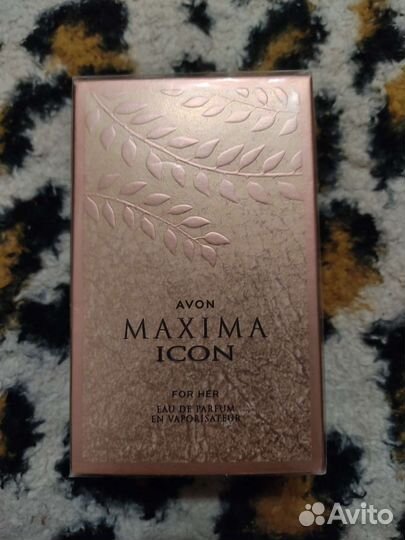 AVON
MAXIMA
ICON
FOR HER
EAU DE PARFUM
EN VAPORISATEUR
Avito